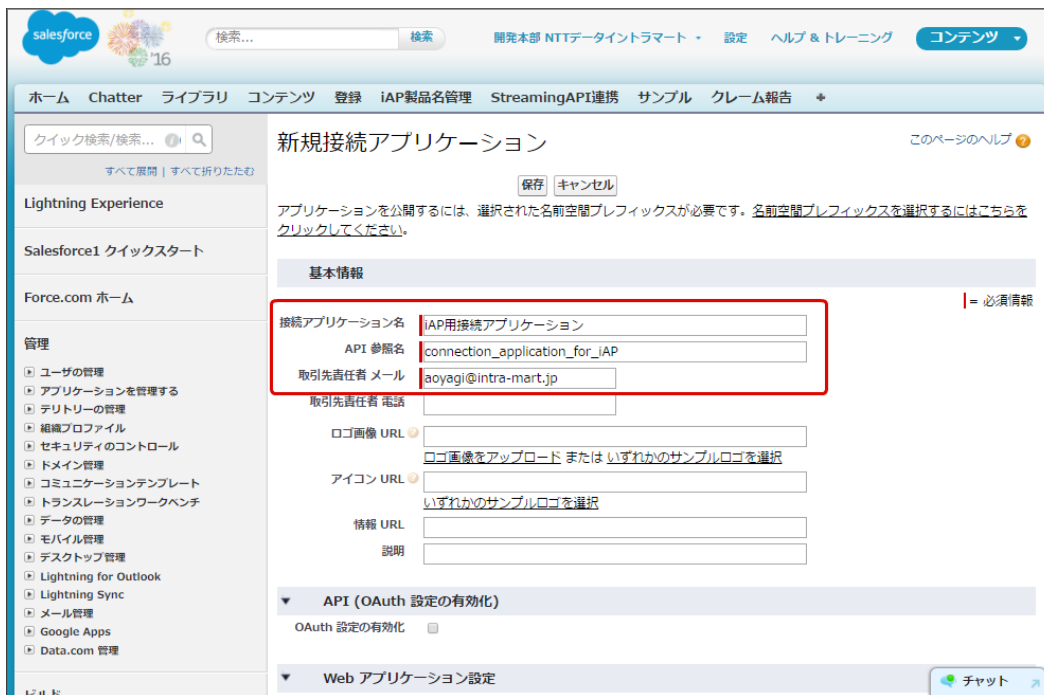 salesforce
'16
検索...
検索
開発本部 NTTデータイントラマート
設定
ヘルプ & トレーニング
コンテンツ
ホーム Chatter ライブラリ コンテンツ 登録 iAP製品名管理 StreamingAPI連携 サンプル クレーム報告 +
クイック検索/検索...
すべて展開 | すべて折りたたむ
Lightning Experience
Salesforce1 クイックスタート
Force.com ホーム
管理
ユーザの管理
アプリケーションを管理する
テリトリーの管理
組織プロファイル
セキュリティのコントロール
ドメイン管理
コミュニケーションテンプレート
トランスレーションワークベンチ
データの管理
モバイル管理
デスクトップ管理
Lightning for Outlook
Lightning Sync
メール管理
Google Apps
Data.com 管理
ビルド
新規接続アプリケーション
このページのヘルプ ?
保存 キャンセル
アプリケーションを公開するには、選択された名前空間プレフィックスが必要です。名前空間プレフィックスを選択するにはこちらを
クリックしてください。
基本情報
= 必須情報
接続アプリケーション名 iAP用接続アプリケーション
API 参照名 connection_application_for_iAP
取引先責任者 メール aoyagi@intra-mart.jp
取引先責任者 電話
ロゴ画像 URL
ロゴ画像をアップロード または いずれかのサンプルロゴを選択
アイコン URL
いずれかのサンプルロゴを選択
情報 URL
説明
API (OAuth 設定の有効化)
OAuth 設定の有効化
Web アプリケーション設定
チャット